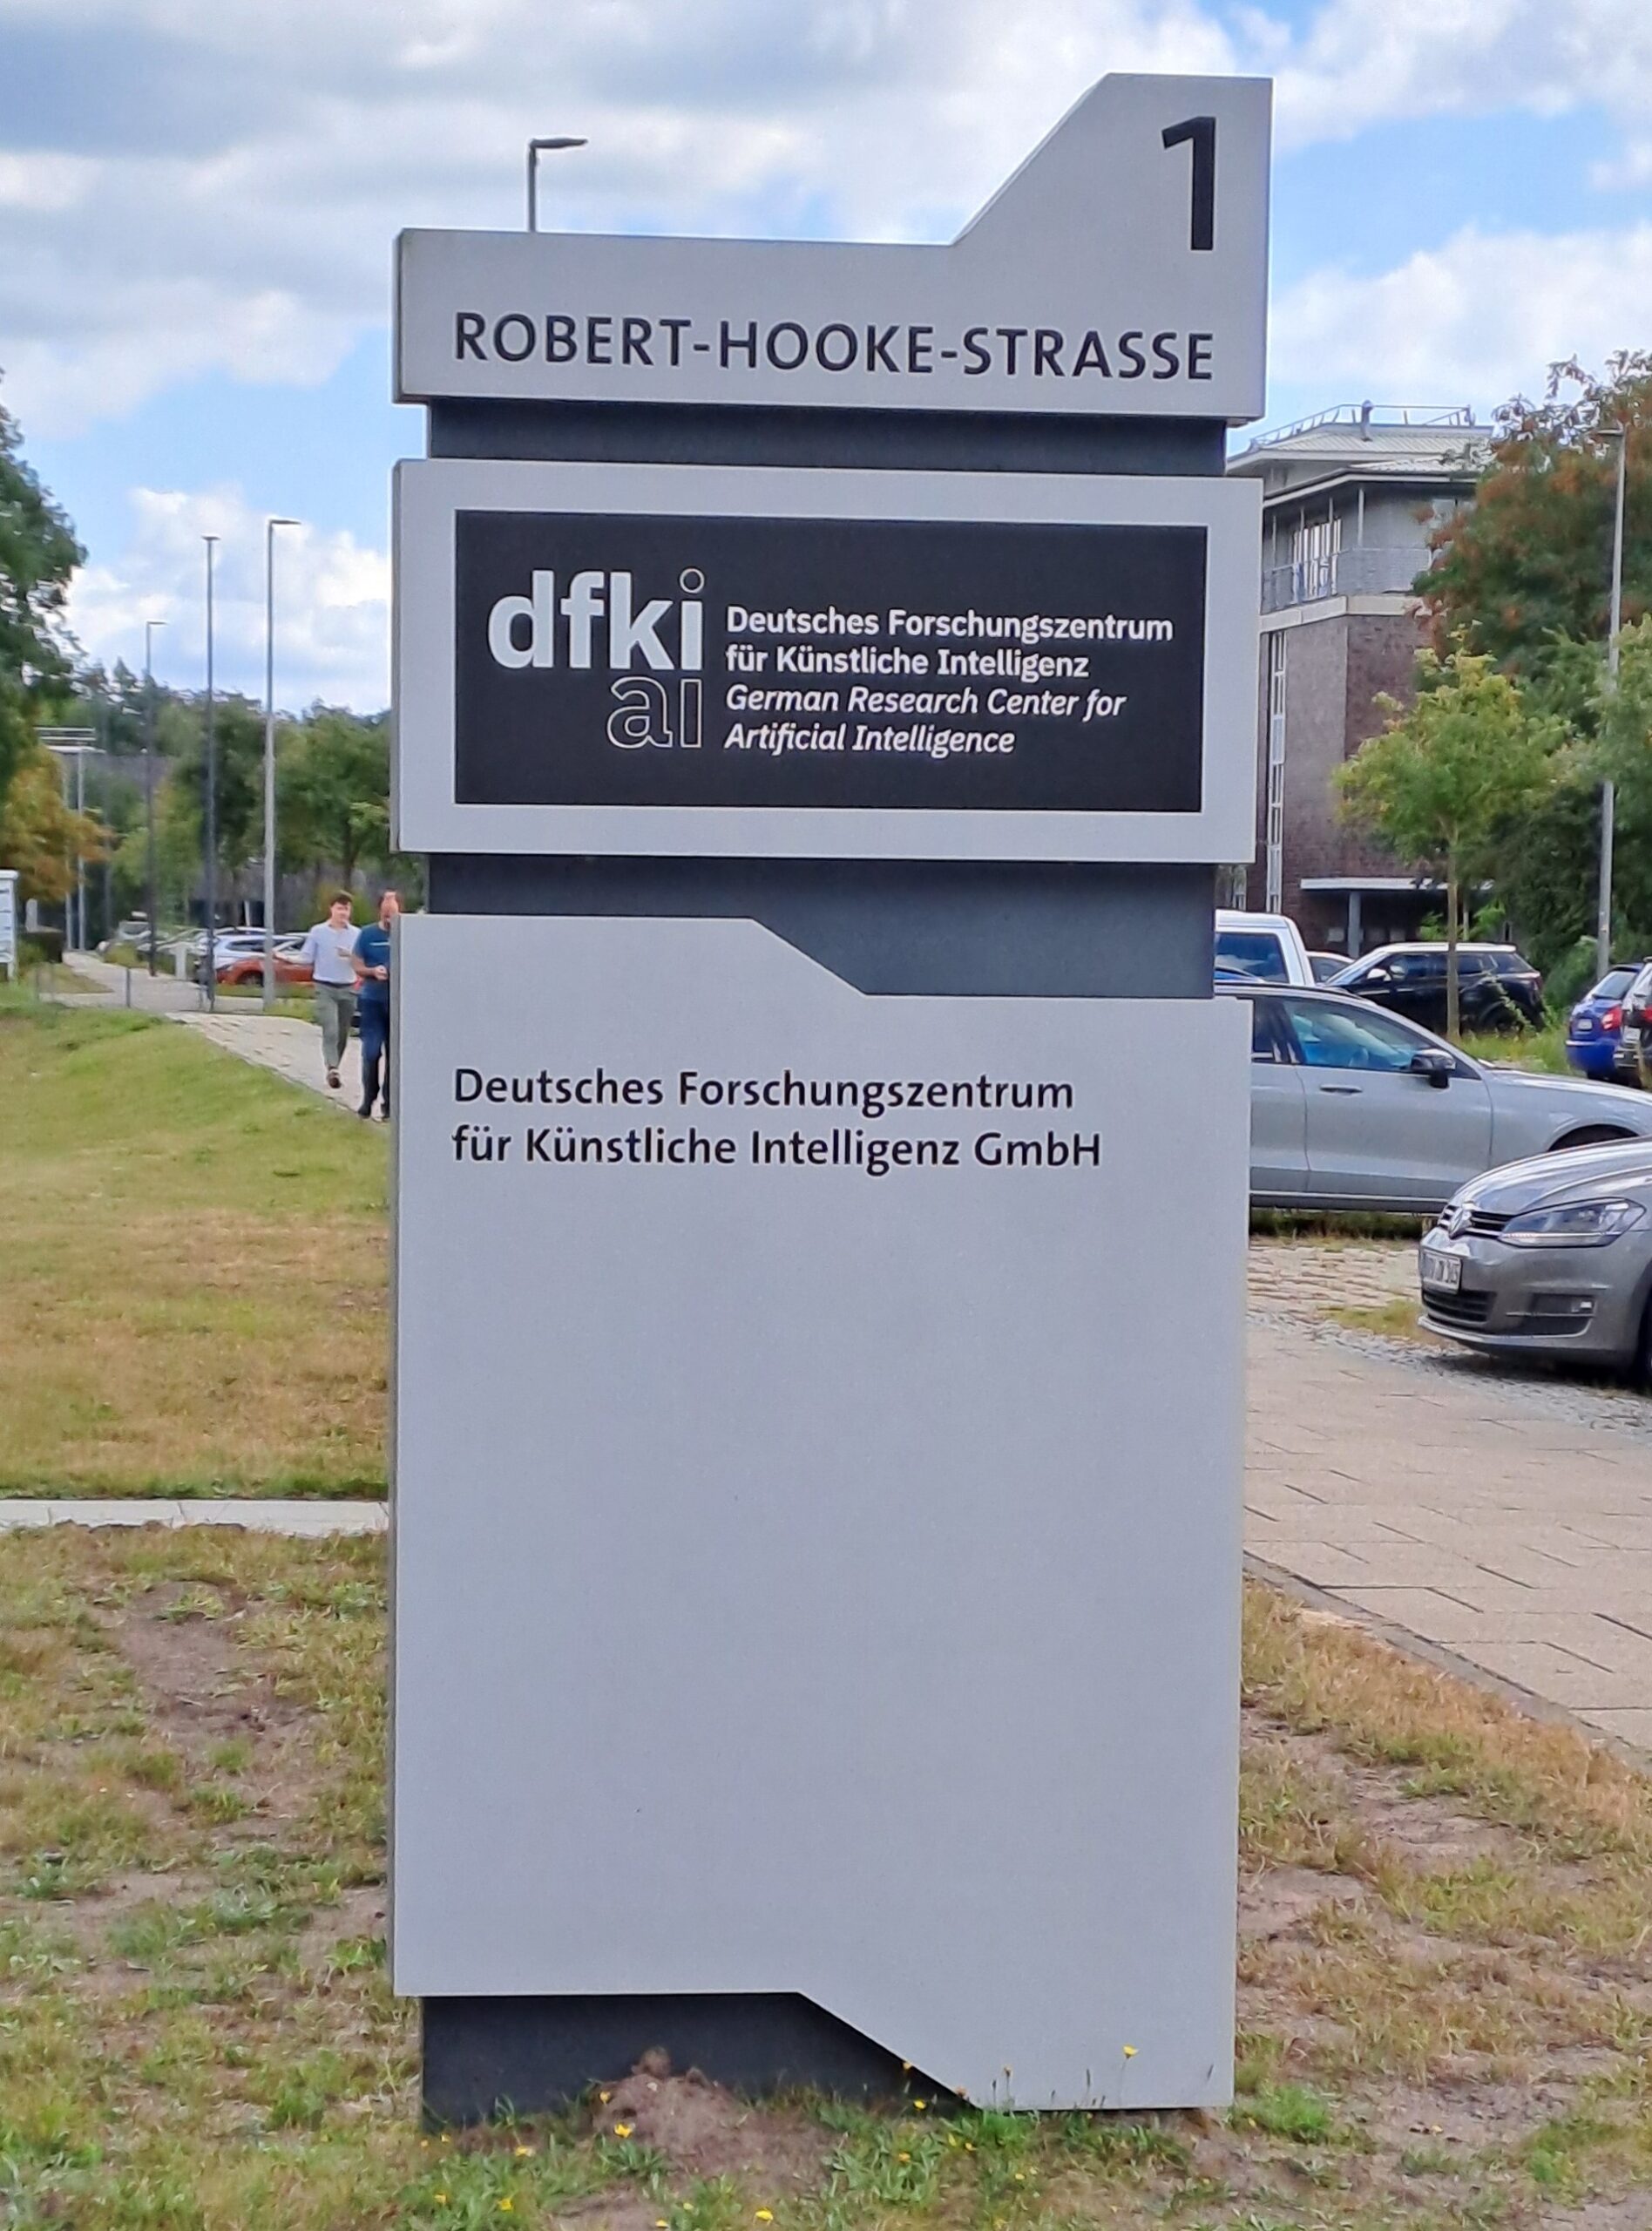 1
ROBERT-HOOKE-STRASSE
dfki
ai
Deutsches Forschungszentrum
für Künstliche Intelligenz
German Research Center for
Artificial Intelligence
Deutsches Forschungszentrum
für Künstliche Intelligenz GmbH